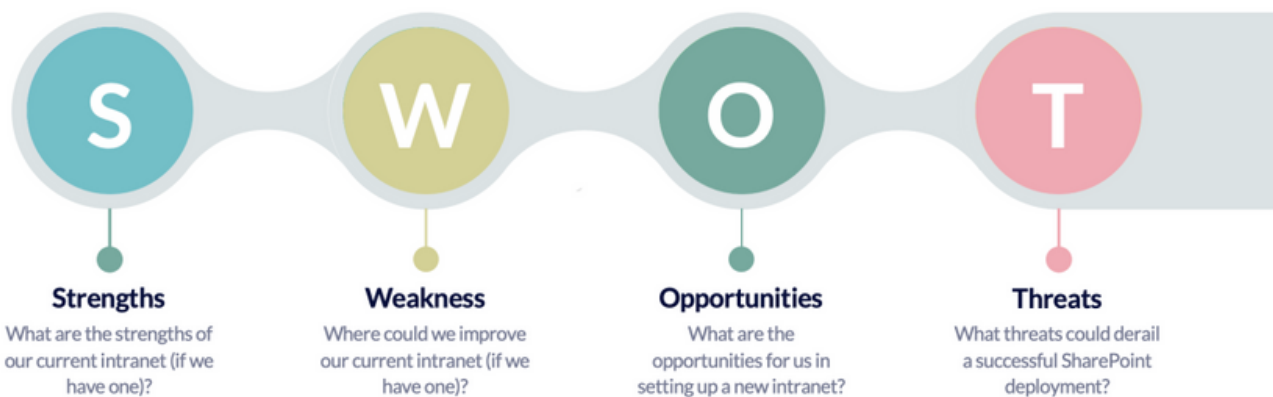 S
W
O
T
Strengths
What are the strengths of
our current intranet (if we
have one)?
Weakness
Where could we improve
our current intranet (if we
have one)?
Opportunities
What are the
opportunities for us in
setting up a new intranet?
Threats
What threats could derail
a successful SharePoint
deployment?